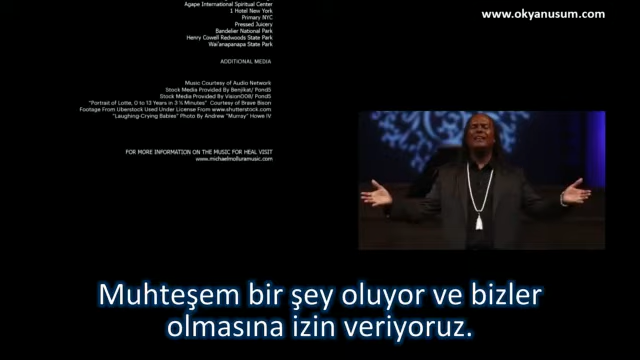 Agape International Spiritual Center
www.okyanusum.com
1 Hotel New York
Primary NYC
Pressed Juicery
Bandelier National Park
Henry Cowell Redwoods State Park
Wai'anapanapa State Park
ADDITIONAL MEDIA
Music Courtesy of Audio Network
Stock Media Provided By Benjikat/ Pond5
Stock Media Provided By Vision008/ Pond5
"Portrait of Lotte, 0 to 13 Years in 3 ½ Minutes" Courtesy of Brave Bison
Footage From Uberstock Used Under License From www.shutterstock.com
"Laughing-Crying Babies" Photo By Andrew "Murray" Howe IV
FOR MORE INFORMATION ON THE MUSIC FOR HEAL VISIT
www.michaelmolluramusic.com
Muhteşem bir şey oluyor ve bizler
olmasına izin veriyoruz.